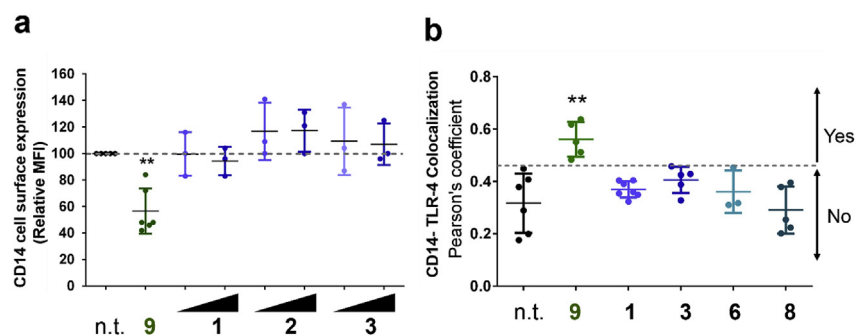 a
CD14 cell surface expression
(Relative MFI)
160
140
120
100
80
60
40
20
0
**
n.t. 9 1 2 3
b
CD14- TLR-4 Colocalization
Pearson's coefficient
0.8
0.6
0.4
0.2
0.0
**
Yes
No
n.t. 9 1 3 6 8